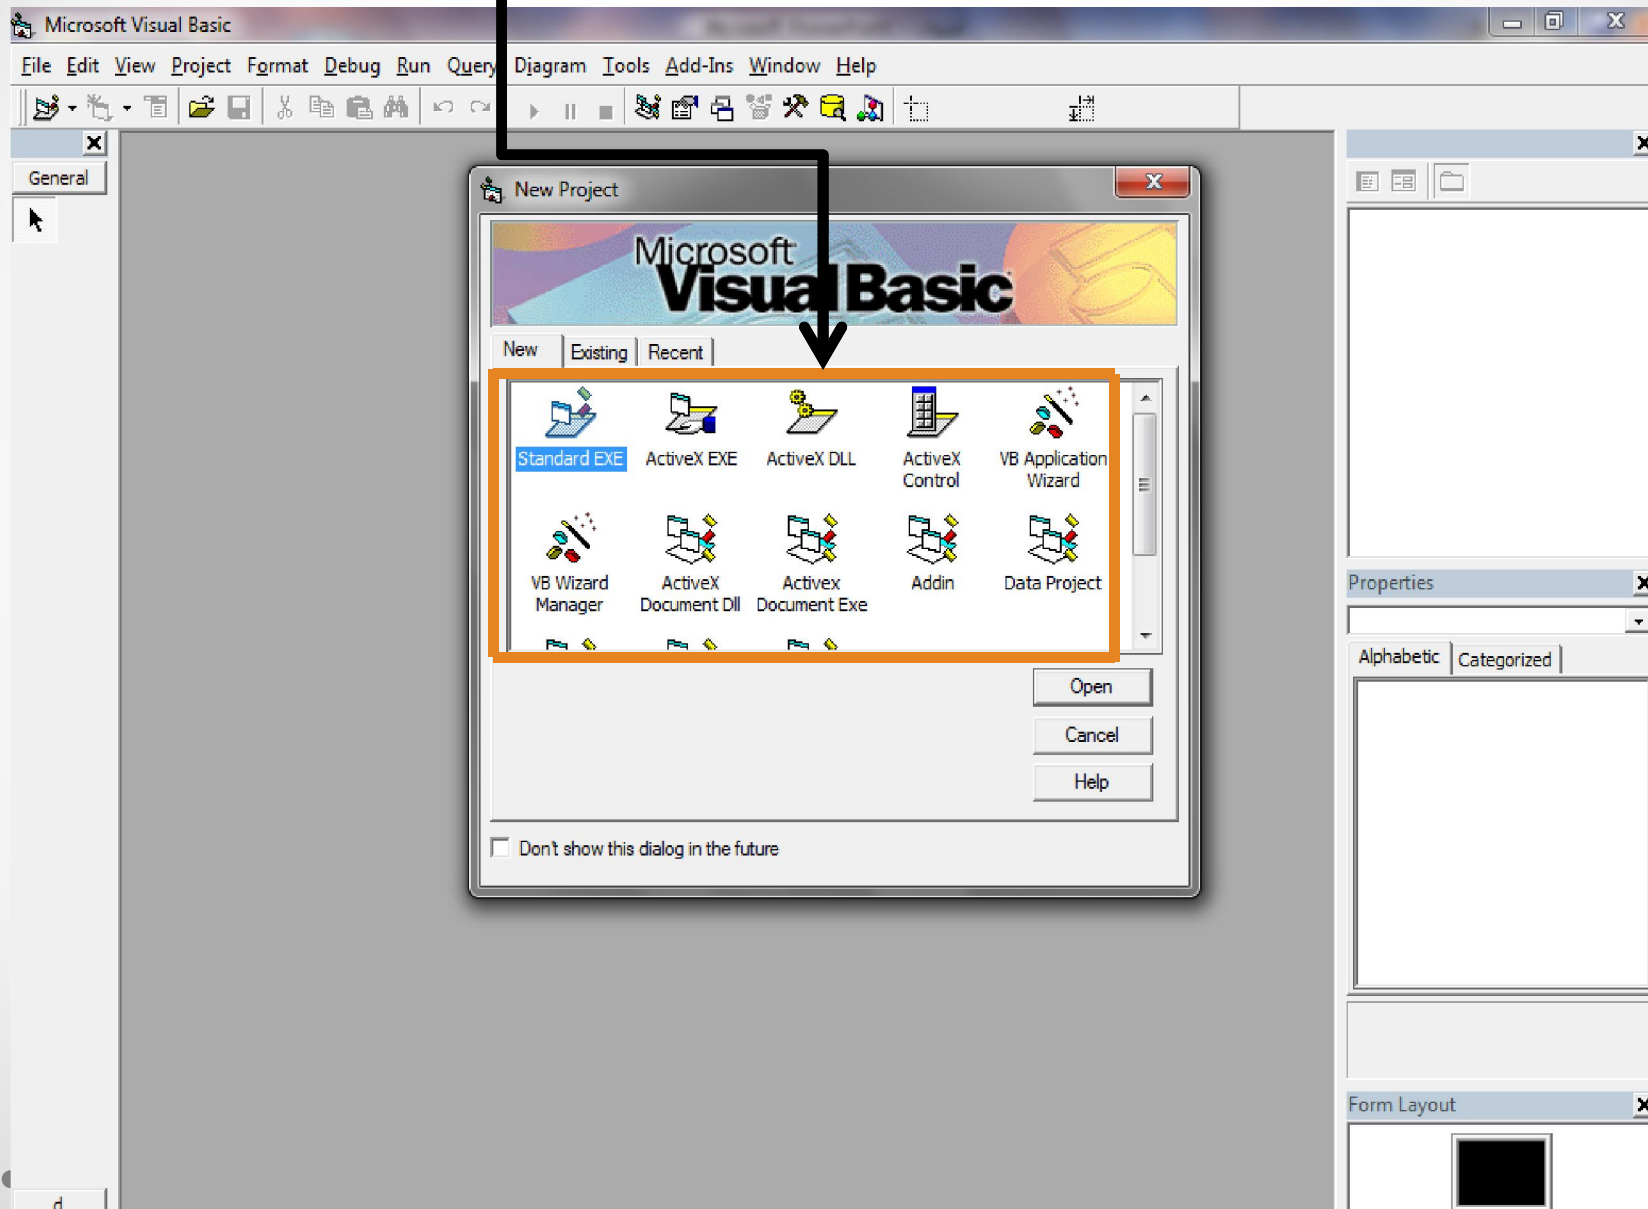 Microsoft Visual Basic
File Edit View Project Format Debug Run Query Diagram Tools Add-Ins Window Help
General
New Project
Microsoft
Visual Basic
New Existing Recent
Standard EXE ActiveX EXE ActiveX DLL ActiveX Control VB Application Wizard
VB Wizard Manager ActiveX Document Dll Activex Document Exe Addin Data Project
Open
Cancel
Help
Don't show this dialog in the future
Properties
Alphabetic Categorized
Form Layout